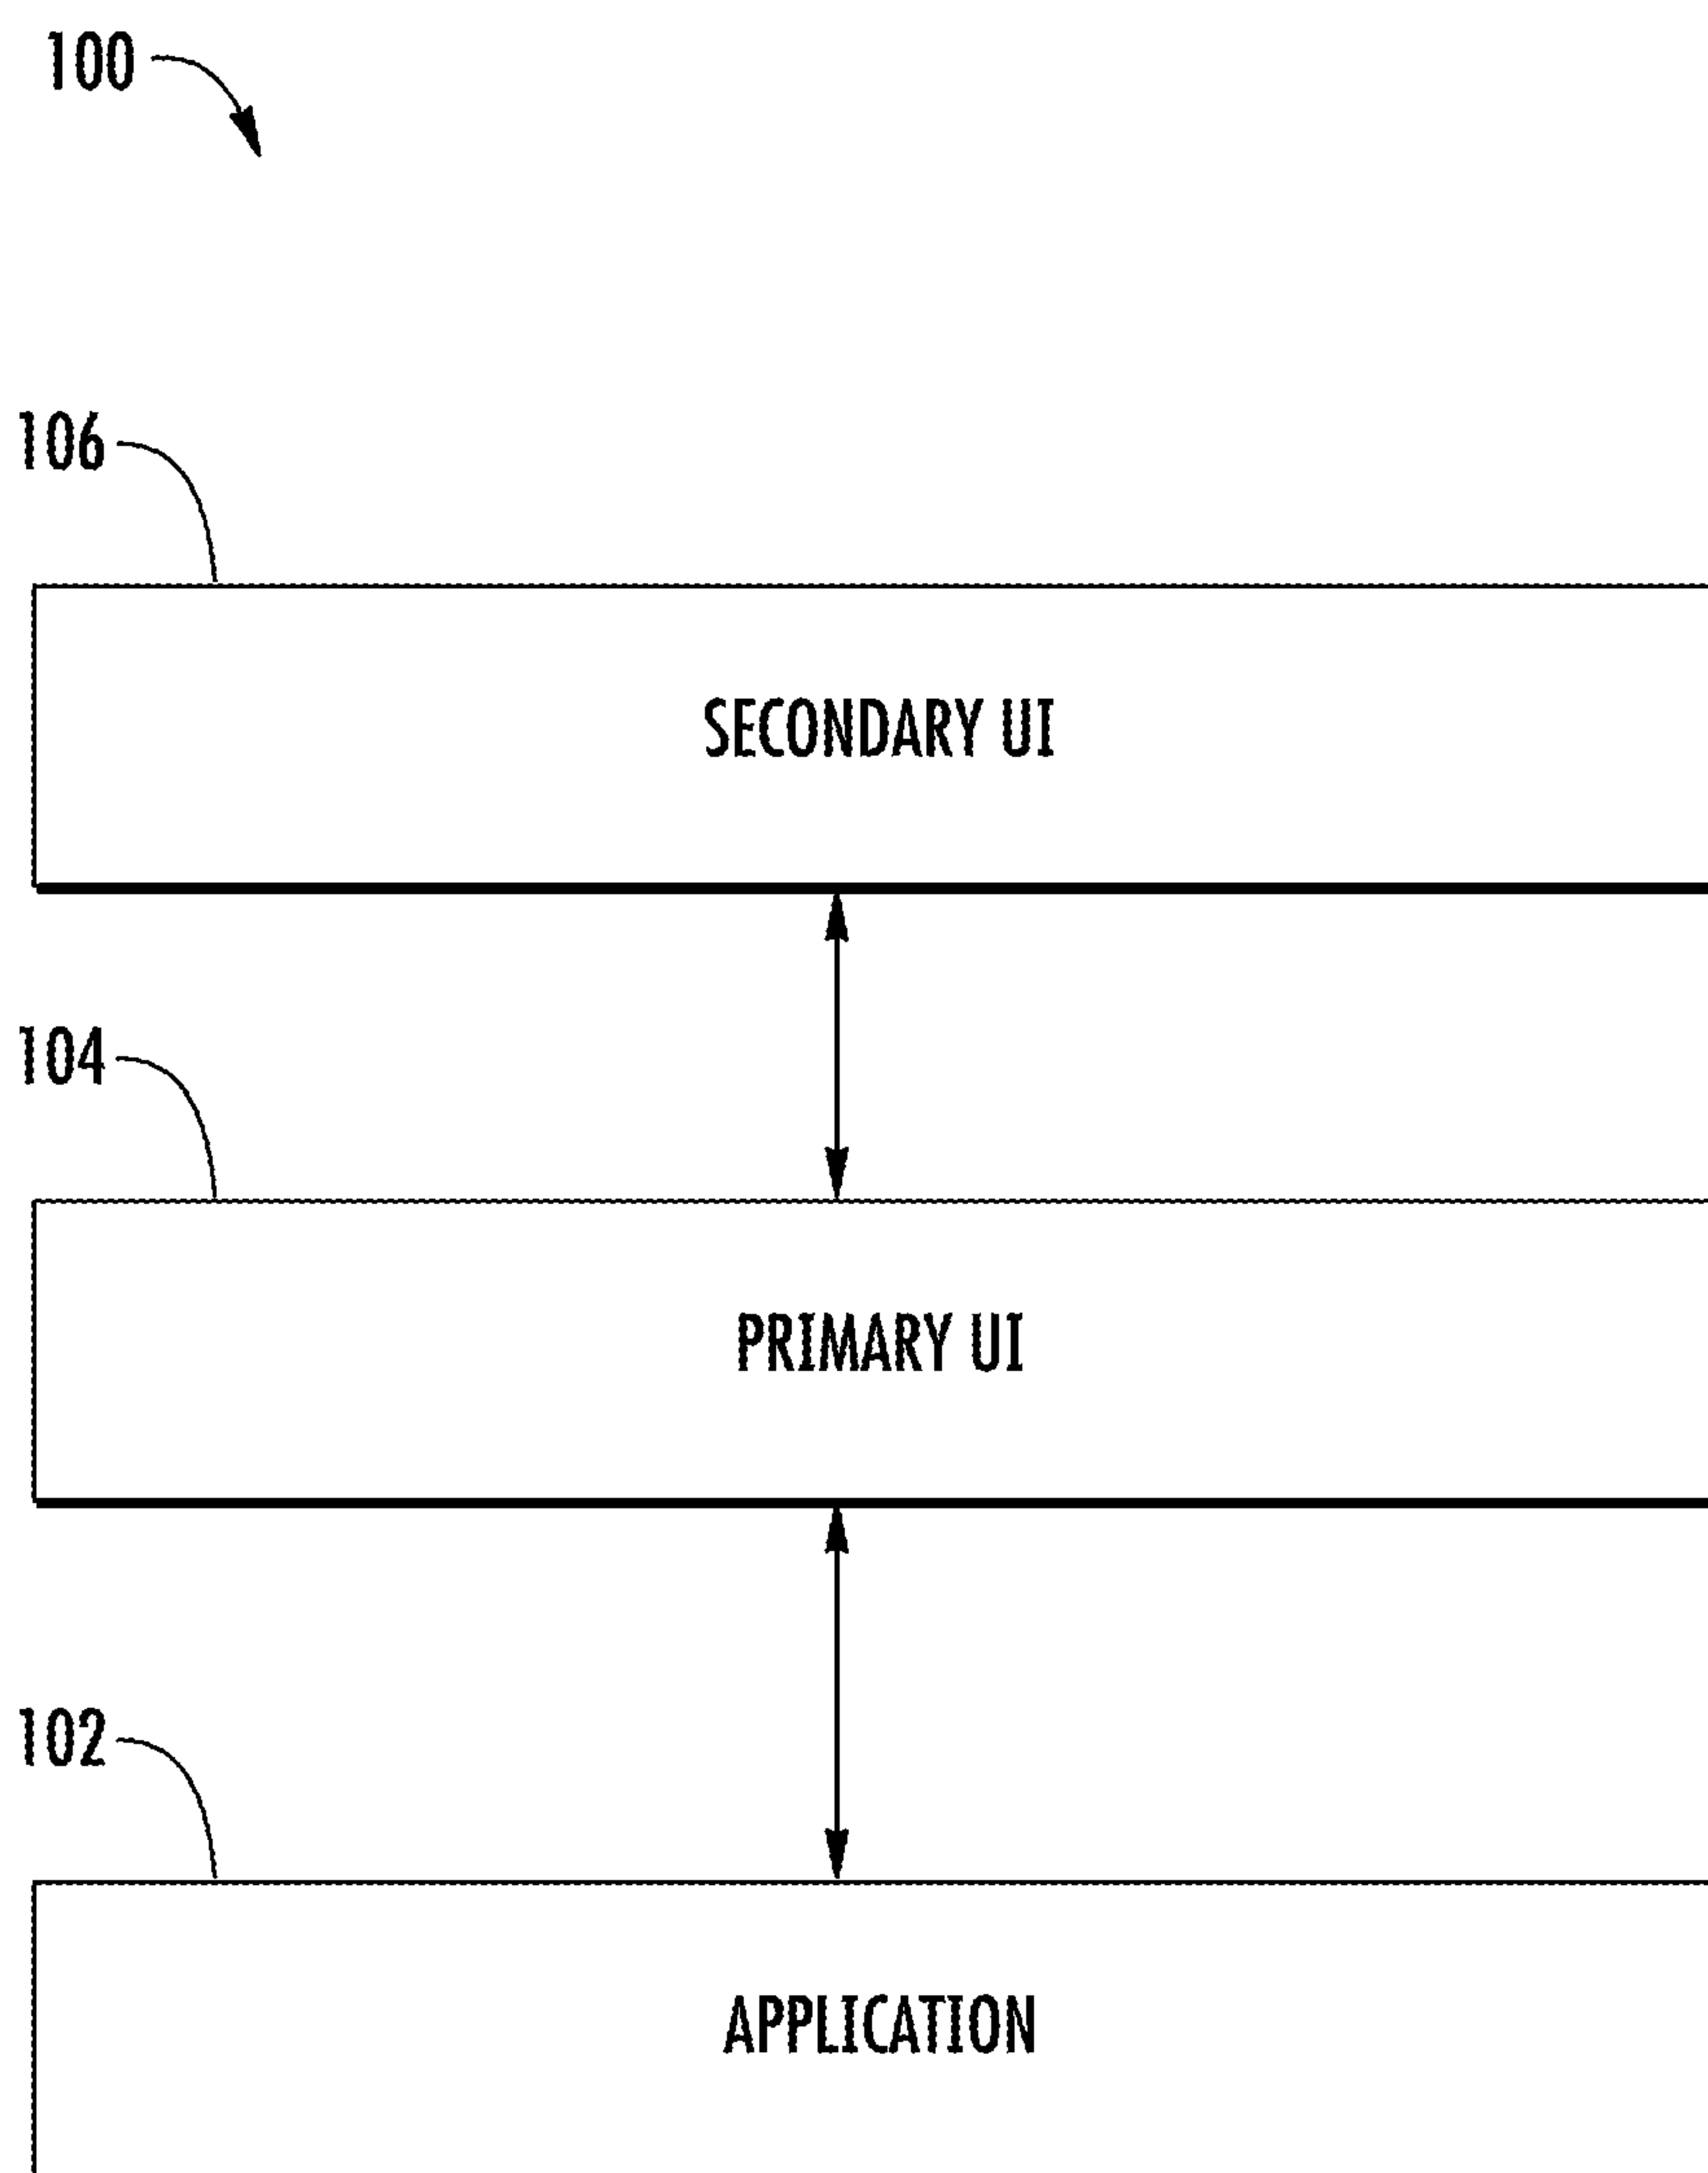 100
106
SECONDARY UI
104
PRIMARY UI
102
APPLICATION